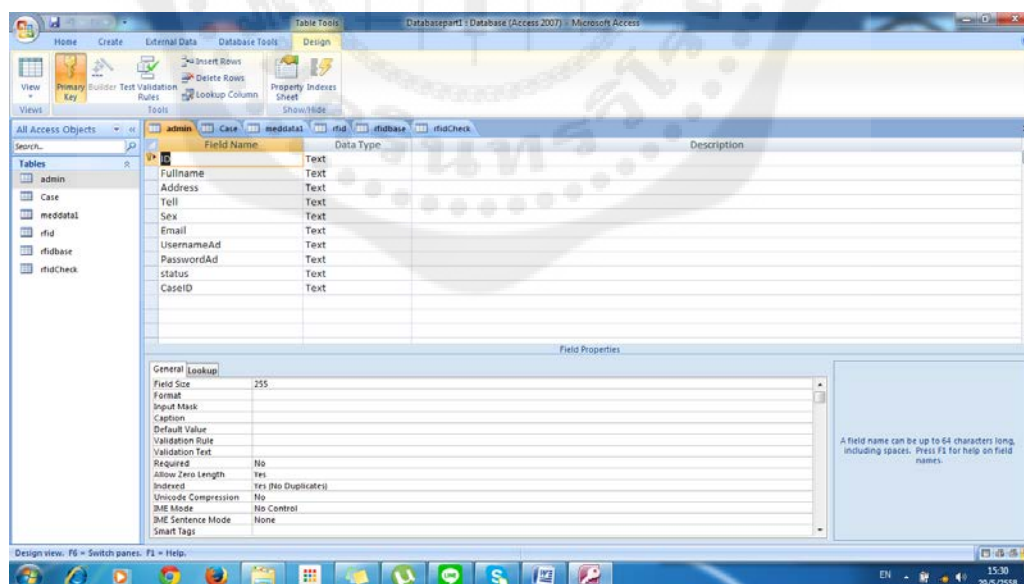 Table Tools
Databasepart1 : Database (Access 2007) - Microsoft Access
Home Create External Data Database Tools Design
View
Primary Key
Builder
Test Validation Rules
Insert Rows
Delete Rows
Lookup Column
Property Sheet
Indexes
Views
Tools
Show/Hide
All Access Objects
Search..
Tables
admin
Case
meddata1
rfid
rfidbase
rfidCheck
admin Case meddata1 rfid rfidbase rfidCheck
Field Name Data Type Description
ID Text
Fullname Text
Address Text
Tell Text
Sex Text
Email Text
UsernameAd Text
PasswordAd Text
status Text
CaseID Text
Field Properties
General Lookup
Field Size 255
Format
Input Mask
Caption
Default Value
Validation Rule
Validation Text
Required No
Allow Zero Length Yes
Indexed Yes (No Duplicates)
Unicode Compression No
IME Mode No Control
IME Sentence Mode None
Smart Tags
A field name can be up to 64 characters long,
including spaces. Press F1 for help on field
names.
Design view. F6 = Switch panes. F1 = Help.
EN
15:30